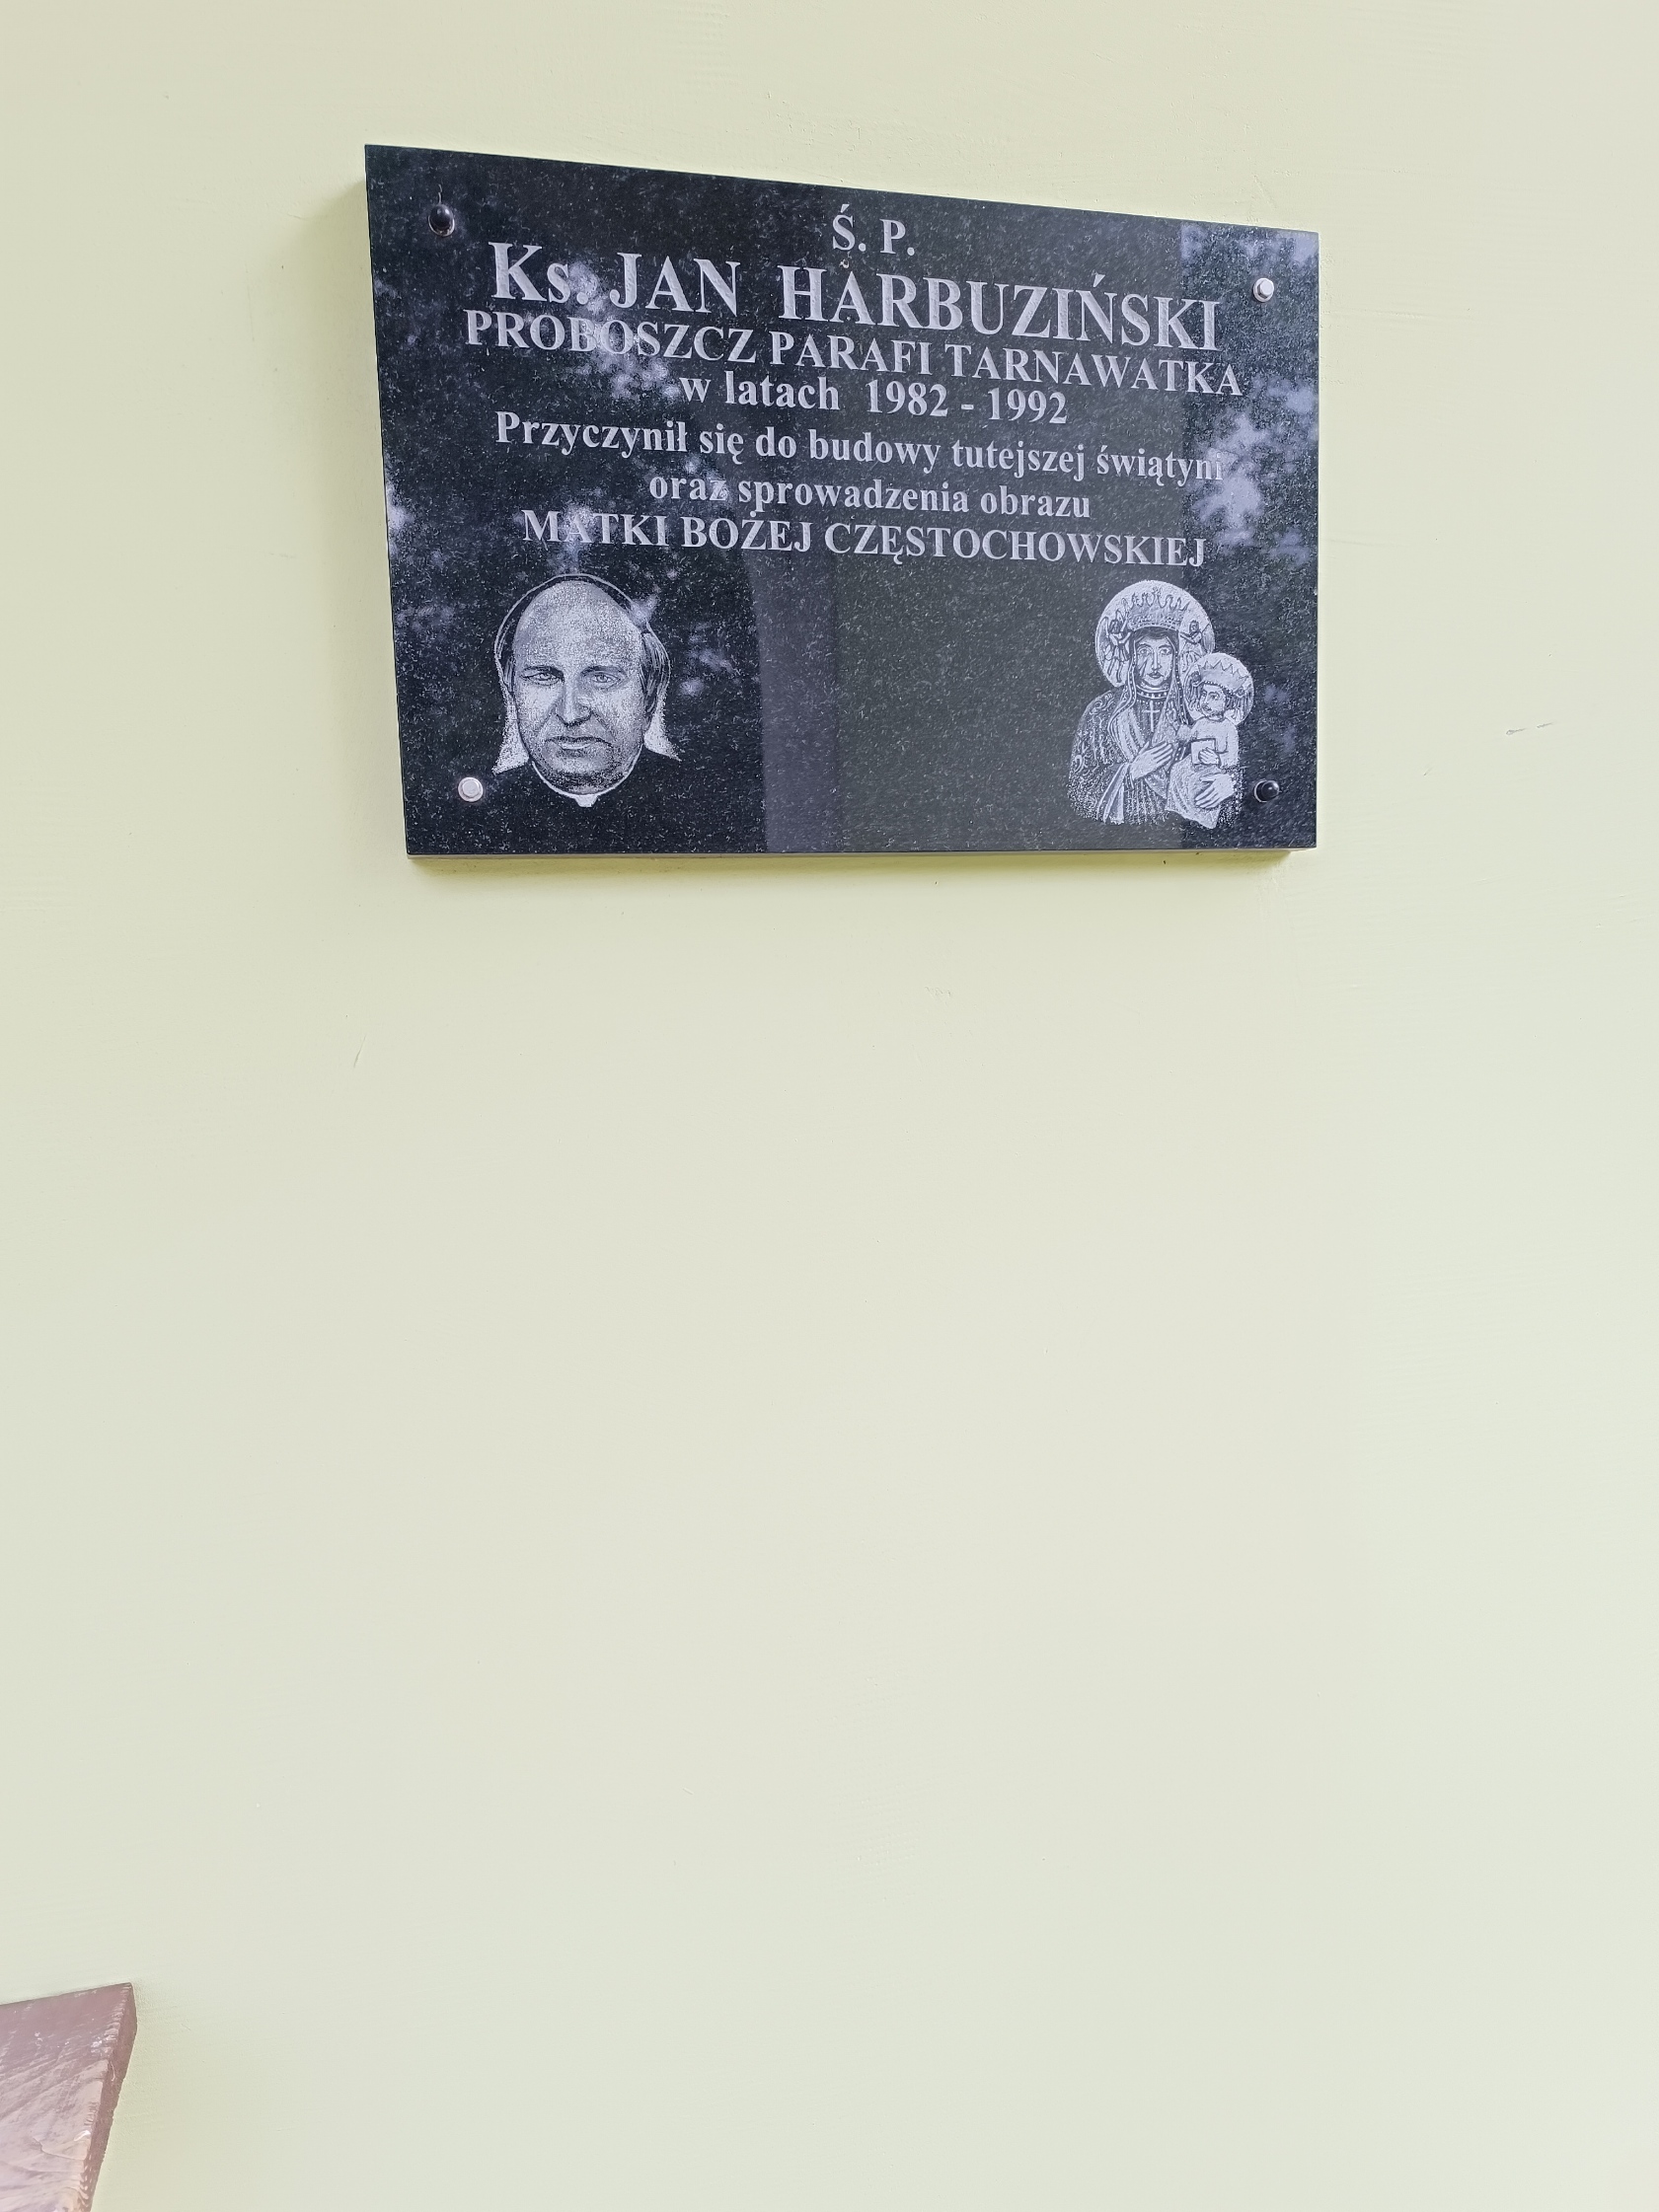 Ś. P.
Ks. JAN HARBUZIŃSKI
PROBOSZCZ PARAFI TARNAWATKA
w latach 1982 - 1992
Przyczynił się do budowy tutejszej świątyni
oraz sprowadzenia obrazu
MATKI BOŻEJ CZĘSTOCHOWSKIEJ